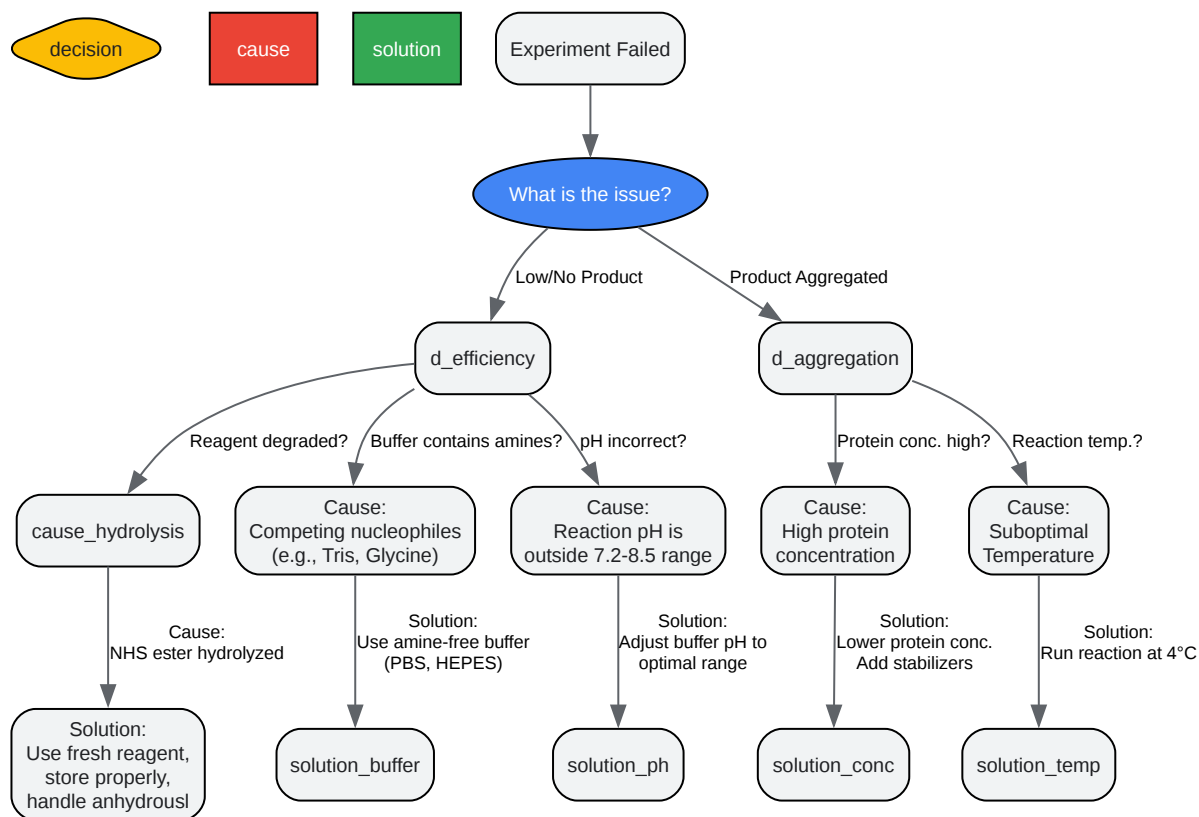 decision
cause
solution
Experiment Failed
What is the issue?
Low/No Product
Product Aggregated
d_efficiency
d_aggregation
Reagent degraded?
Buffer contains amines?
pH incorrect?
Protein conc. high?
Reaction temp.?
cause_hydrolysis
Cause:
Competing nucleophiles
(e.g., Tris, Glycine)
Cause:
Reaction pH is
outside 7.2-8.5 range
Cause:
High protein
concentration
Cause:
Suboptimal
Temperature
Cause:
NHS ester hydrolyzed
Solution:
Use amine-free buffer
(PBS, HEPES)
Solution:
Adjust buffer pH to
optimal range
Solution:
Lower protein conc.
Add stabilizers
Solution:
Run reaction at 4°C
Solution:
Use fresh reagent,
store properly,
handle anhydrousl
solution_buffer
solution_ph
solution_conc
solution_temp